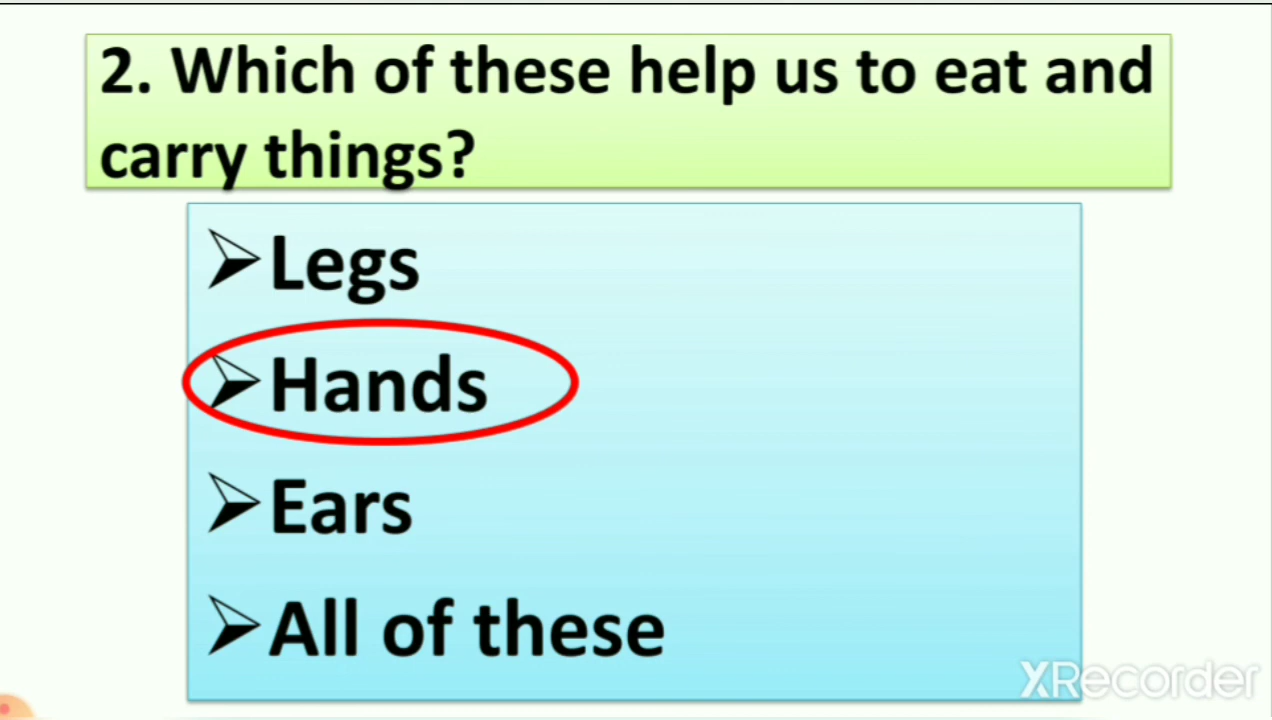 2. Which of these help us to eat and
carry things?
Legs
Hands
Ears
All of these
XRecorder